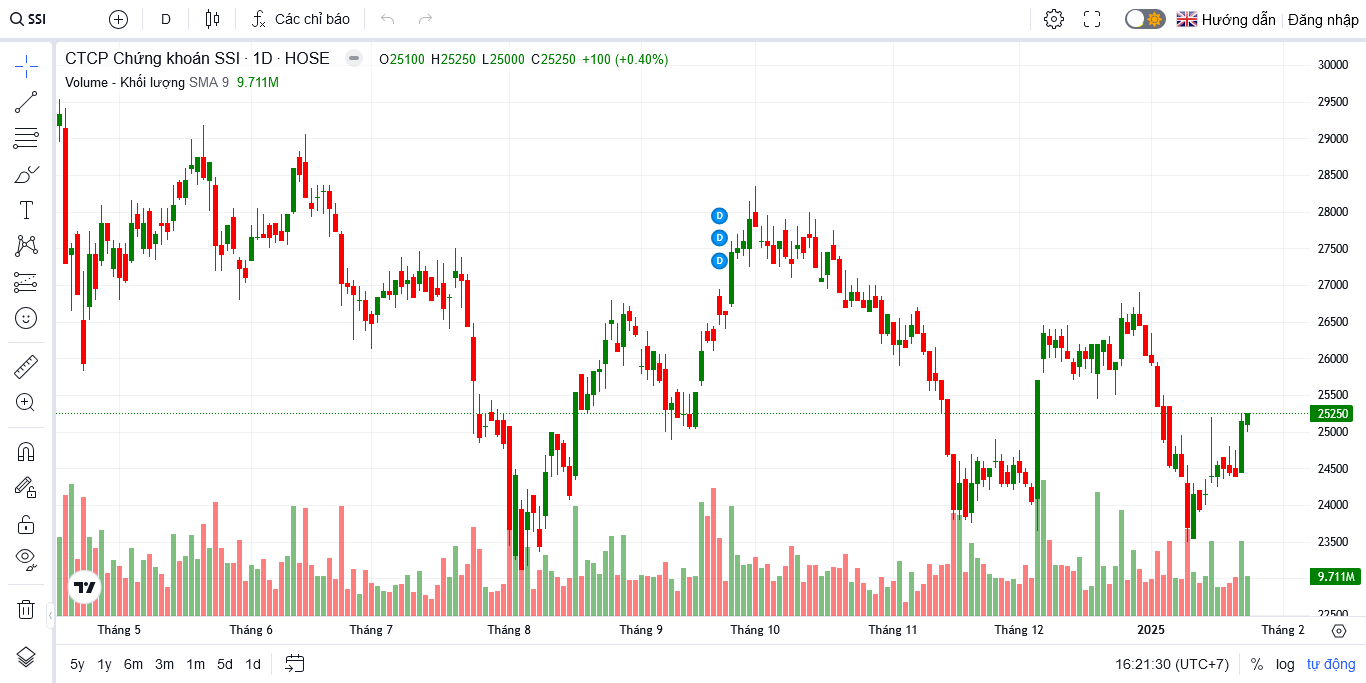 SSI D Các chỉ báo Hướng dẫn Đăng nhập
CTCP Chứng khoán SSI · 1D · HOSE O25100 H25250 L25000 C25250 +100 (+0.40%)
Volume - Khối lượng SMA 9 9.711M
30000
29500
29000
28500
28000
27500
27000
26500
26000
25500
25250
25000
24500
24000
23500
9.711M
22500
D
D
D
Tháng 5 Tháng 6 Tháng 7 Tháng 8 Tháng 9 Tháng 10 Tháng 11 Tháng 12 2025 Tháng 2
5y 1y 6m 3m 1m 5d 1d 16:21:30 (UTC+7) % log tự động